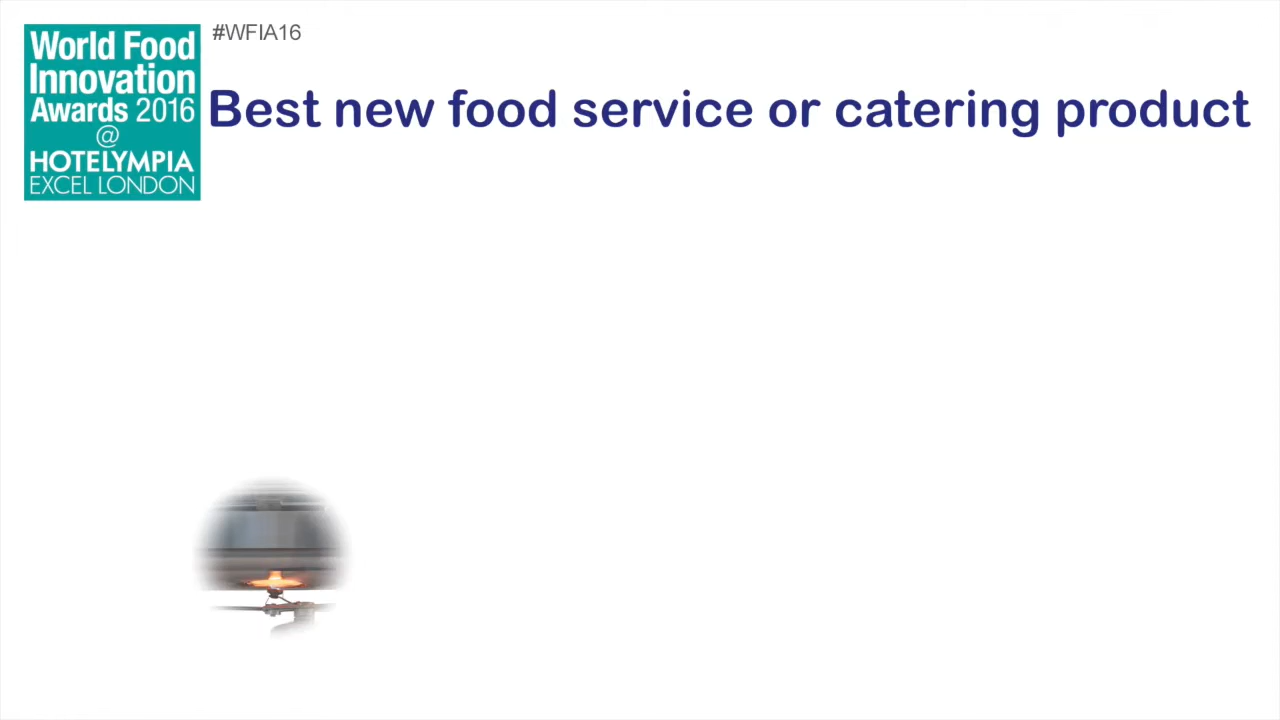 #WFIA16
World Food
Innovation
Awards 2016
@
HOTELYMPIA
EXCEL LONDON
Best new food service or catering product